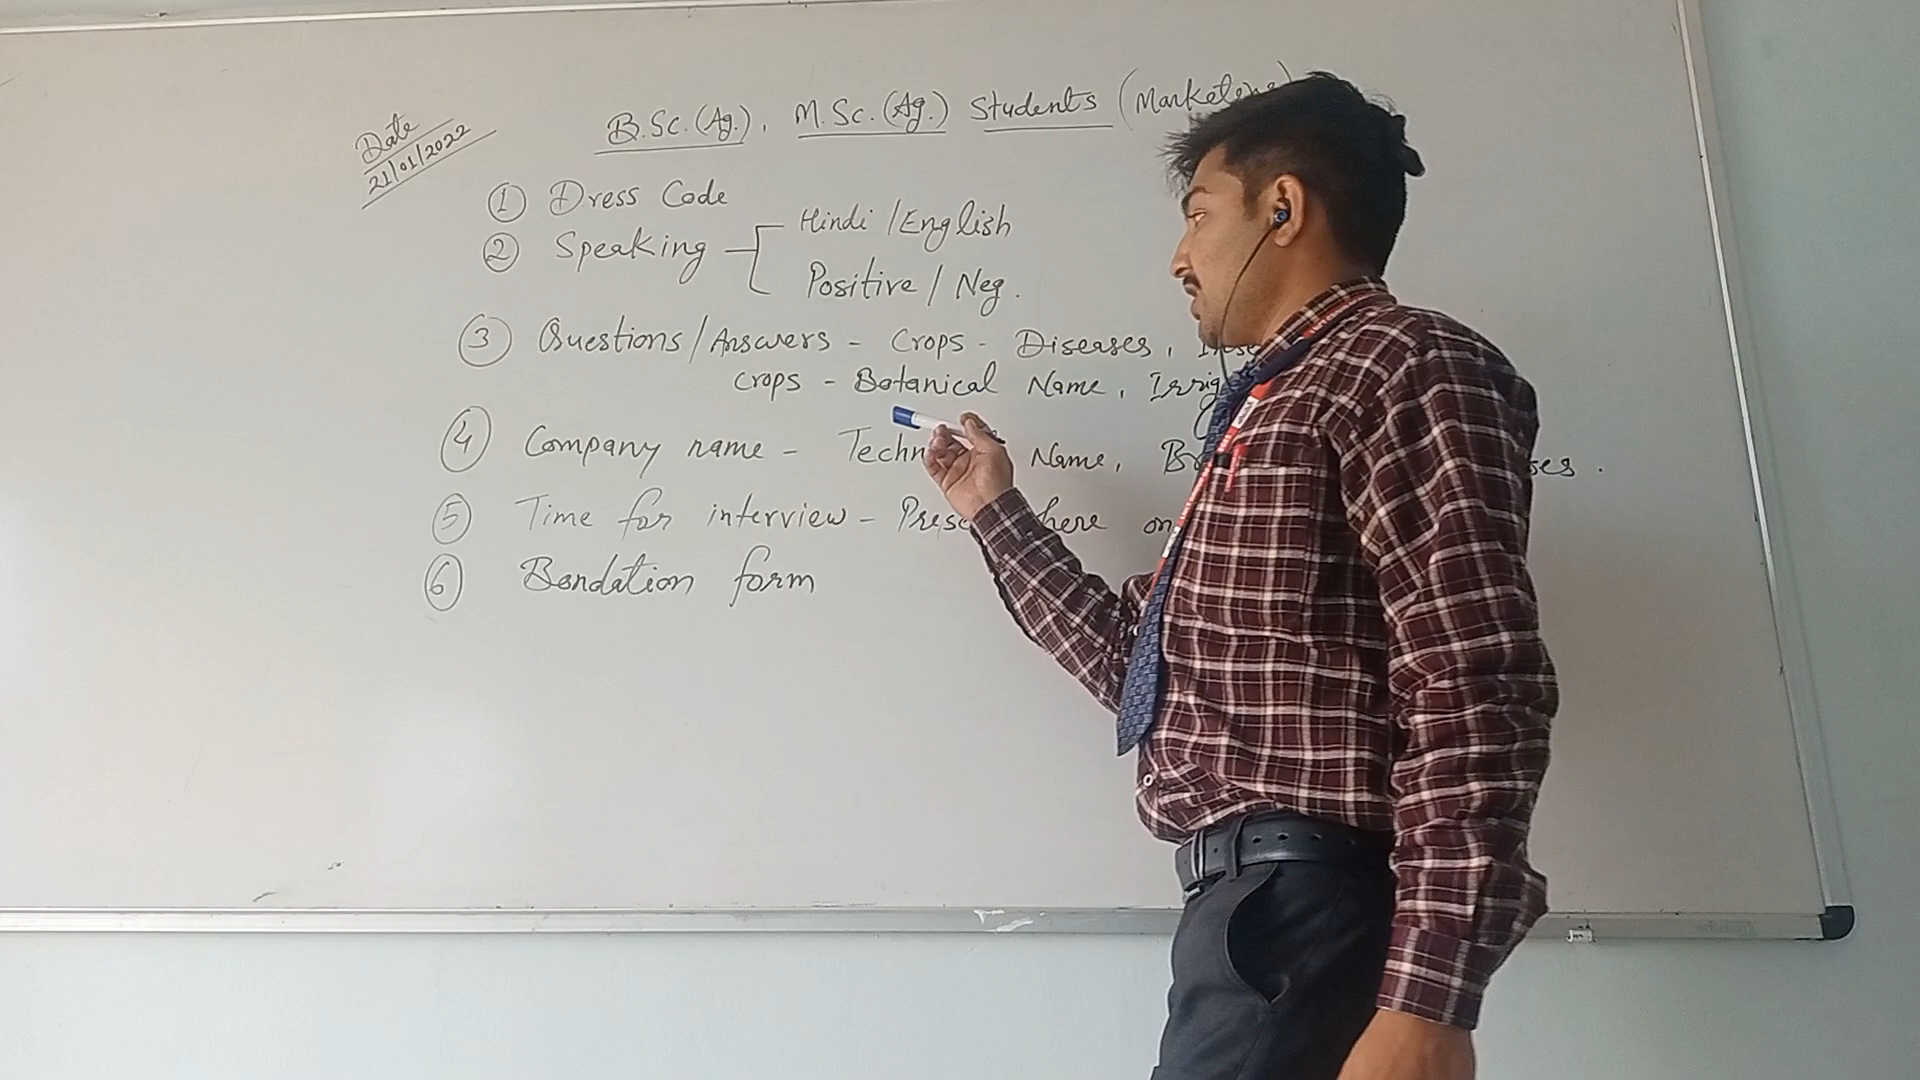 Date
21/01/2022
B.Sc.(Ag.), M.Sc.(Ag.) Students
① Dress Code
② Speaking
Hindi / English
Positive / Neg.
③ Questions/Answers - Crops - Diseases,
Crops - Botanical Name,
④ Company name - Name,
⑤ Time for interview - here on
⑥ Bondation form